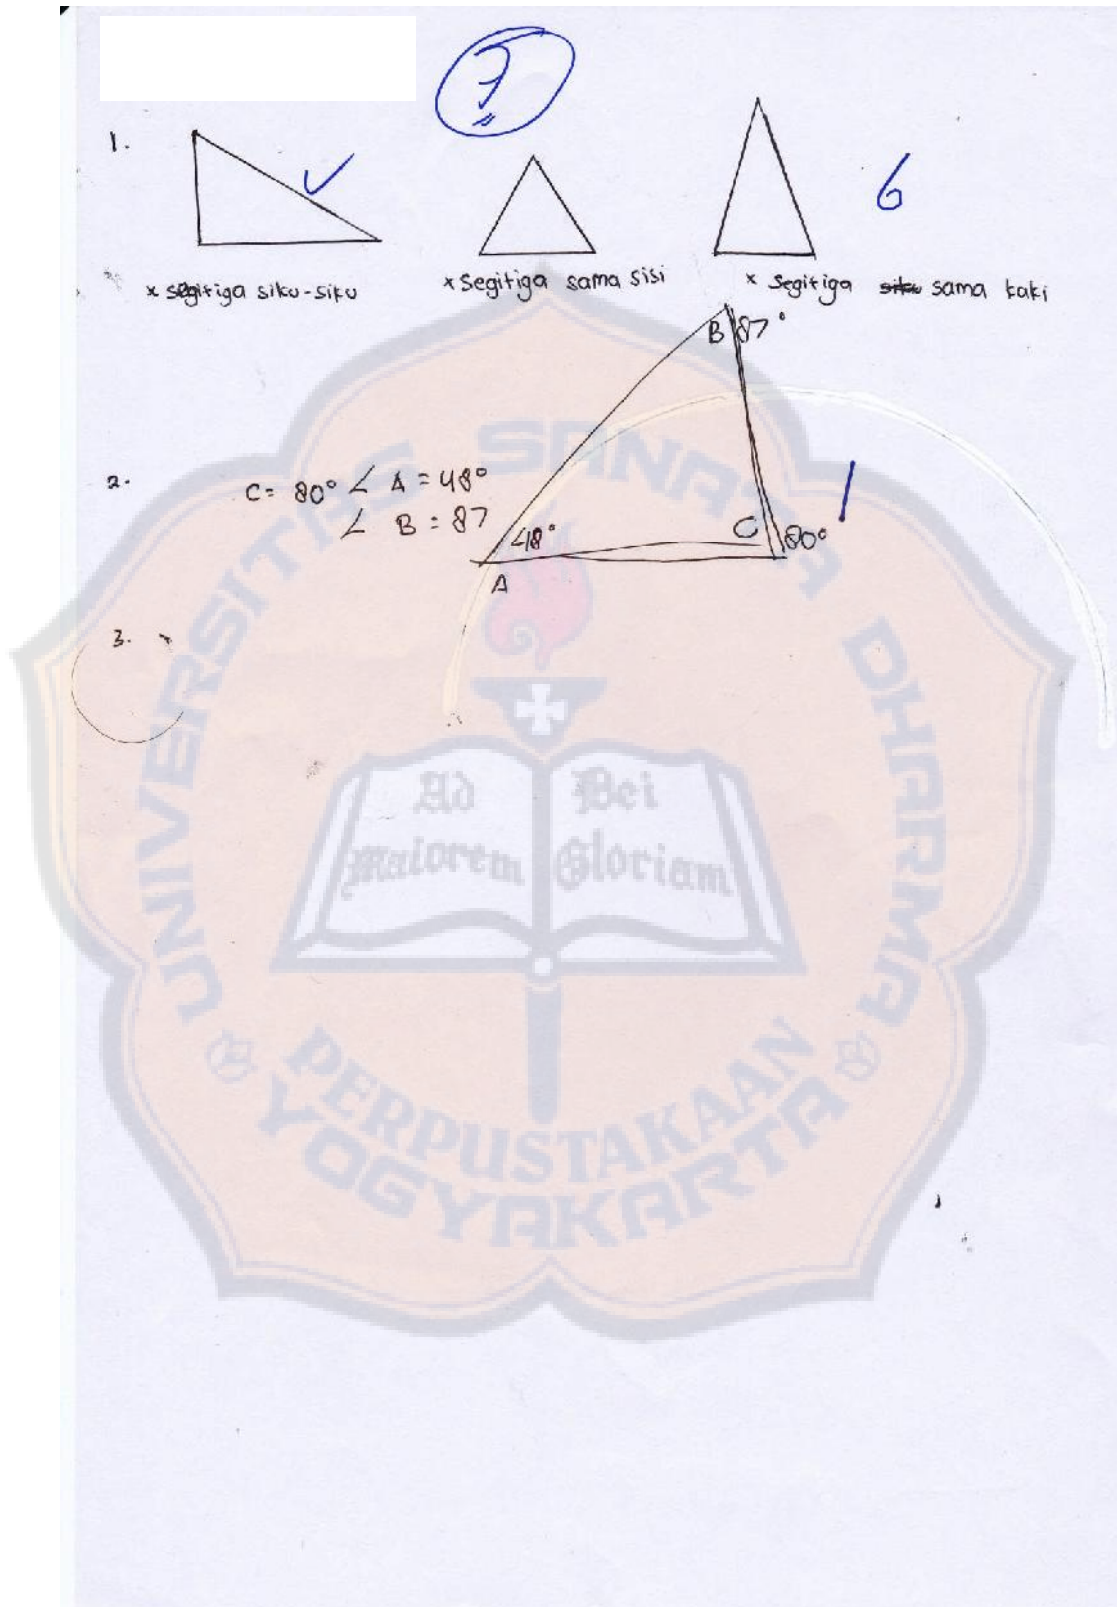 7
1.
6
x segitiga siku-siku
x segitiga sama sisi
x segitiga siku sama kaki
B 87°
2.
C = 80° ∠ A = 48°
∠ B = 87
48°
C 80°
1
A
3.
UNIVERSITAS SANATA DHARMA
Ad Dei
Maiorem Gloriam
PERPUSTAKAAN
YOGYAKARTA